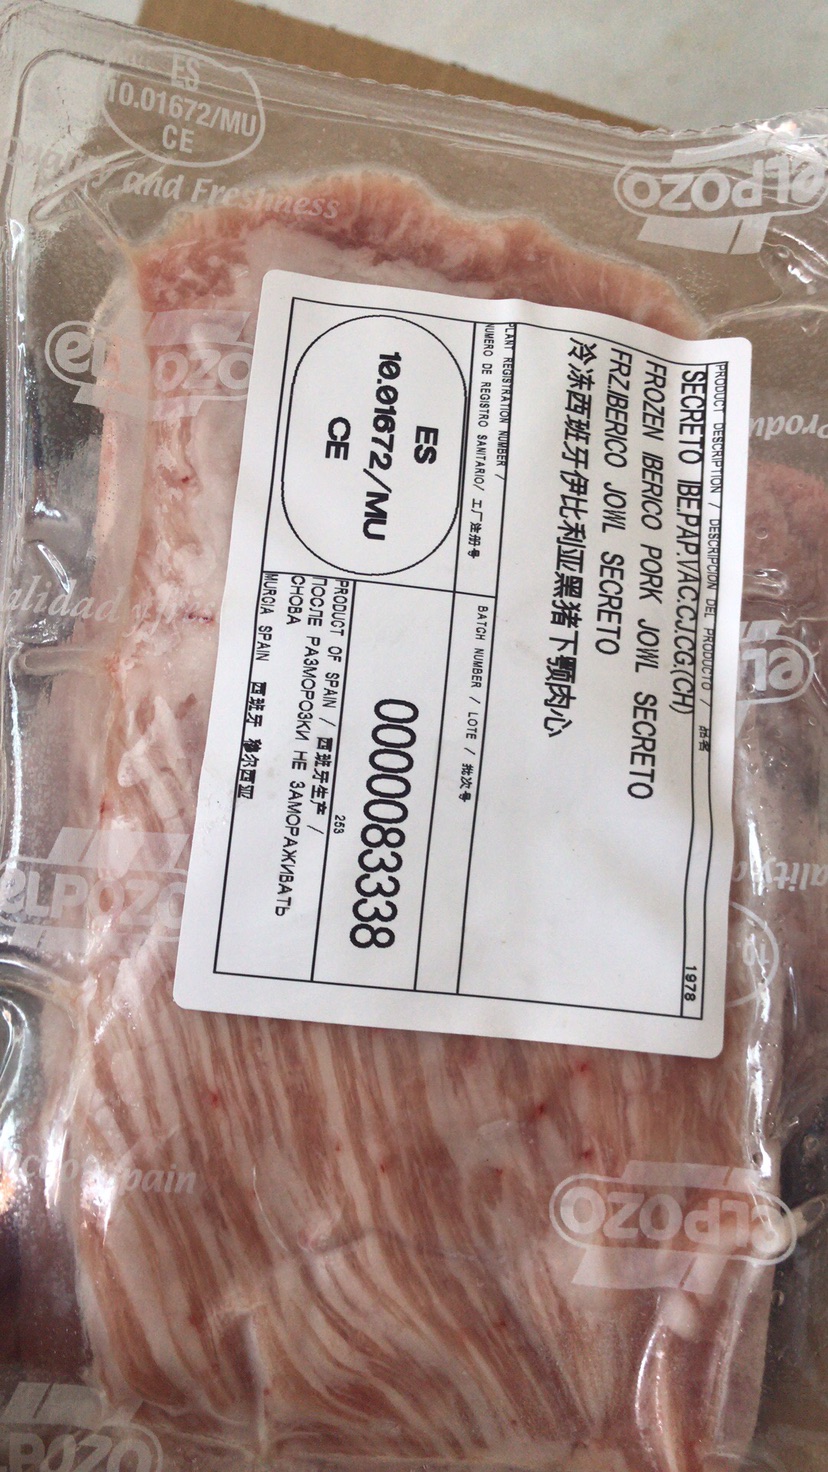 ES
10.01672/MU
CE
and Freshness
eLPOZO
PRODUCT DESCRIPTION / DESCRIPCION DEL PRODUCTO / 品名
1978
SECRETO IBE.PAP.VAC.CJ.CG.(CH)
FROZEN IBERICO PORK JOWL SECRETO
FRZ.IBERICO JOWL SECRETO
冷冻西班牙伊比利亚黑猪下颚肉心
PLANT REGISTRATION NUMBER /
NUMERO DE REGISTRO SANITARIO/ 工厂注册号
ES
10.01672/MU
CE
BATCH NUMBER / LOTE / 批次号
0000083338
253
PRODUCT OF SPAIN / 西班牙生产 /
ПОСЛЕ РАЗМОРОЗКИ НЕ ЗАМОРАЖИВАТЬ
СНОВА
MURCIA SPAIN 西班牙 穆尔西亚
eLPOZO
eLPOZO
eLPOZO